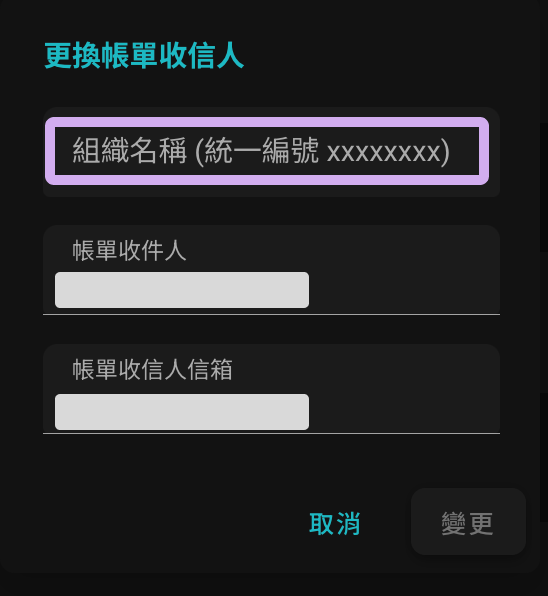 更換帳單收信人
組織名稱 (統一編號 xxxxxxxx)
帳單收件人
帳單收信人信箱
取消
變更